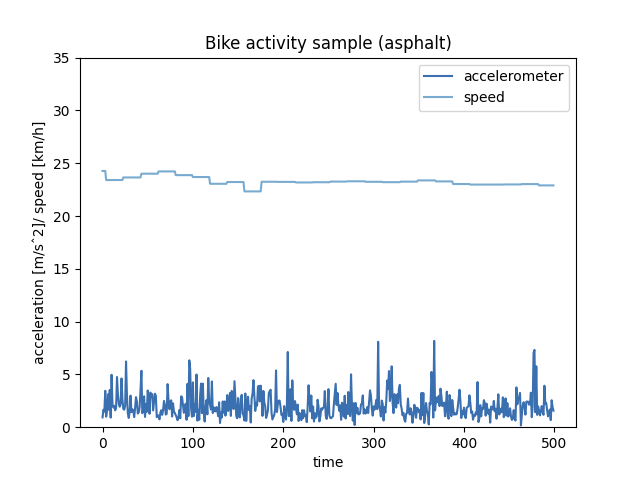 Bike activity sample (asphalt)
accelerometer
speed
35
30
25
20
15
10
5
0
acceleration [m/sˆ2]/ speed [km/h]
0 100 200 300 400 500
time